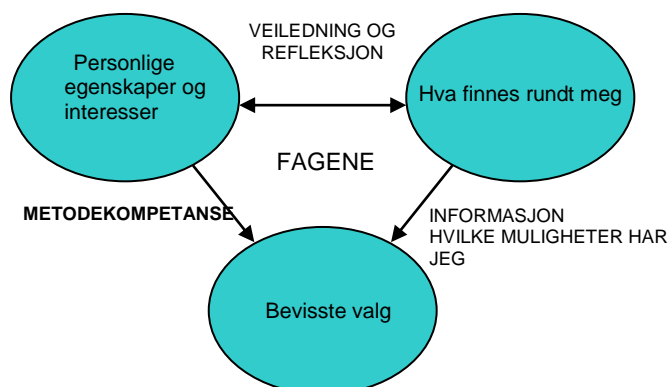 VEILEDNING OG
REFLEKSJON
Personlige
egenskaper og
interesser
Hva finnes rundt meg
FAGENE
METODEKOMPETANSE
INFORMASJON
HVILKE MULIGHETER HAR
JEG
Bevisste valg